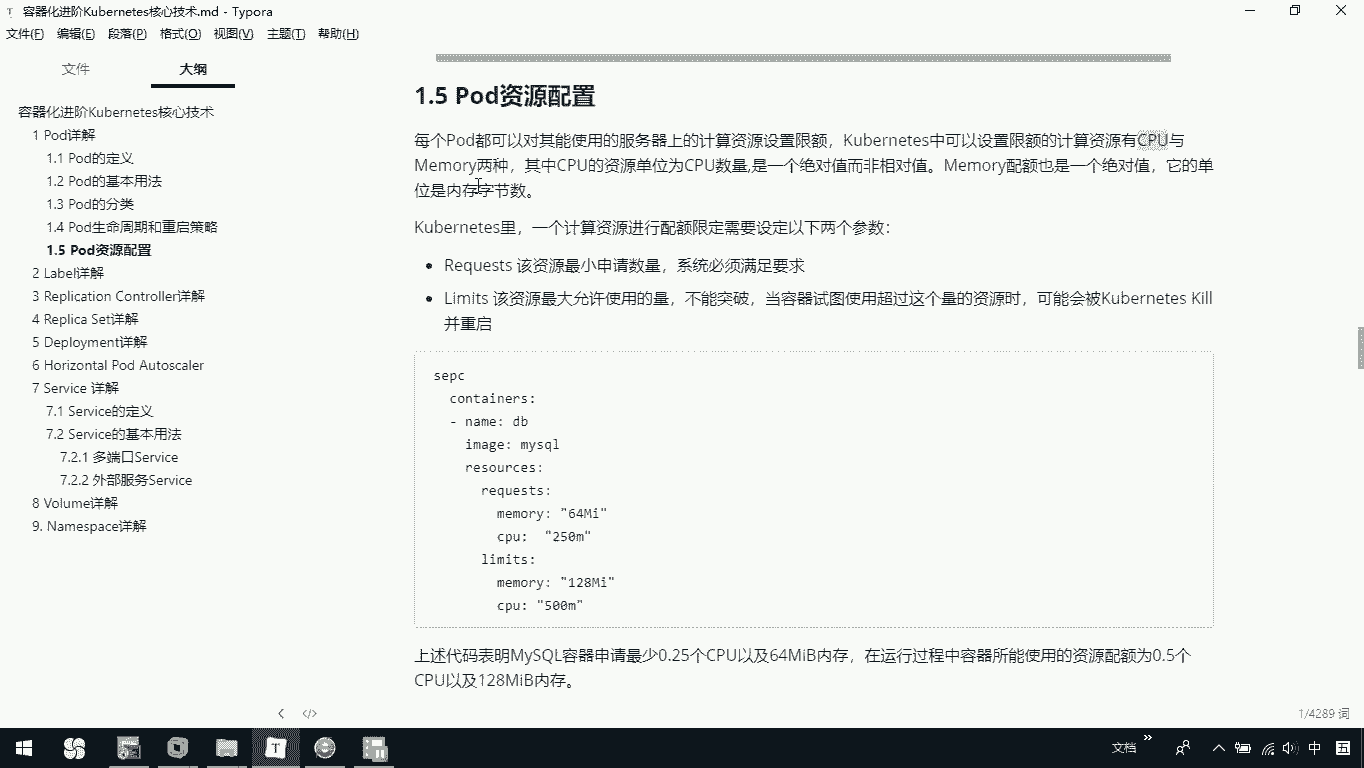 容器化进阶Kubernetes核心技术.md - Typora
文件(F) 编辑(E) 段落(P) 格式(O) 视图(V) 主题(T) 帮助(H)
文件 大纲
容器化进阶Kubernetes核心技术
1 Pod详解
1.1 Pod的定义
1.2 Pod的基本用法
1.3 Pod的分类
1.4 Pod生命周期和重启策略
1.5 Pod资源配置
2 Label详解
3 Replication Controller详解
4 Replica Set详解
5 Deployment详解
6 Horizontal Pod Autoscaler
7 Service 详解
7.1 Service的定义
7.2 Service的基本用法
7.2.1 多端口Service
7.2.2 外部服务Service
8 Volume详解
9. Namespace详解
1.5 Pod资源配置
每个Pod都可以对其能使用的服务器上的计算资源设置限额，Kubernetes中可以设置限额的计算资源有CPU与
Memory两种，其中CPU的资源单位为CPU数量,是一个绝对值而非相对值。Memory配额也是一个绝对值，它的单
位是内存字节数。
Kubernetes里，一个计算资源进行配额限定需要设定以下两个参数：
Requests 该资源最小申请数量，系统必须满足要求
Limits 该资源最大允许使用的量，不能突破，当容器试图使用超过这个量的资源时，可能会被Kubernetes Kill
并重启
sepc
containers:
- name: db
image: mysql
resources:
requests:
memory: "64Mi"
cpu:  "250m"
limits:
memory: "128Mi"
cpu: "500m"
上述代码表明MySQL容器申请最少0.25个CPU以及64MiB内存，在运行过程中容器所能使用的资源配额为0.5个
CPU以及128MiB内存。
1/4289 词
文档 中 五